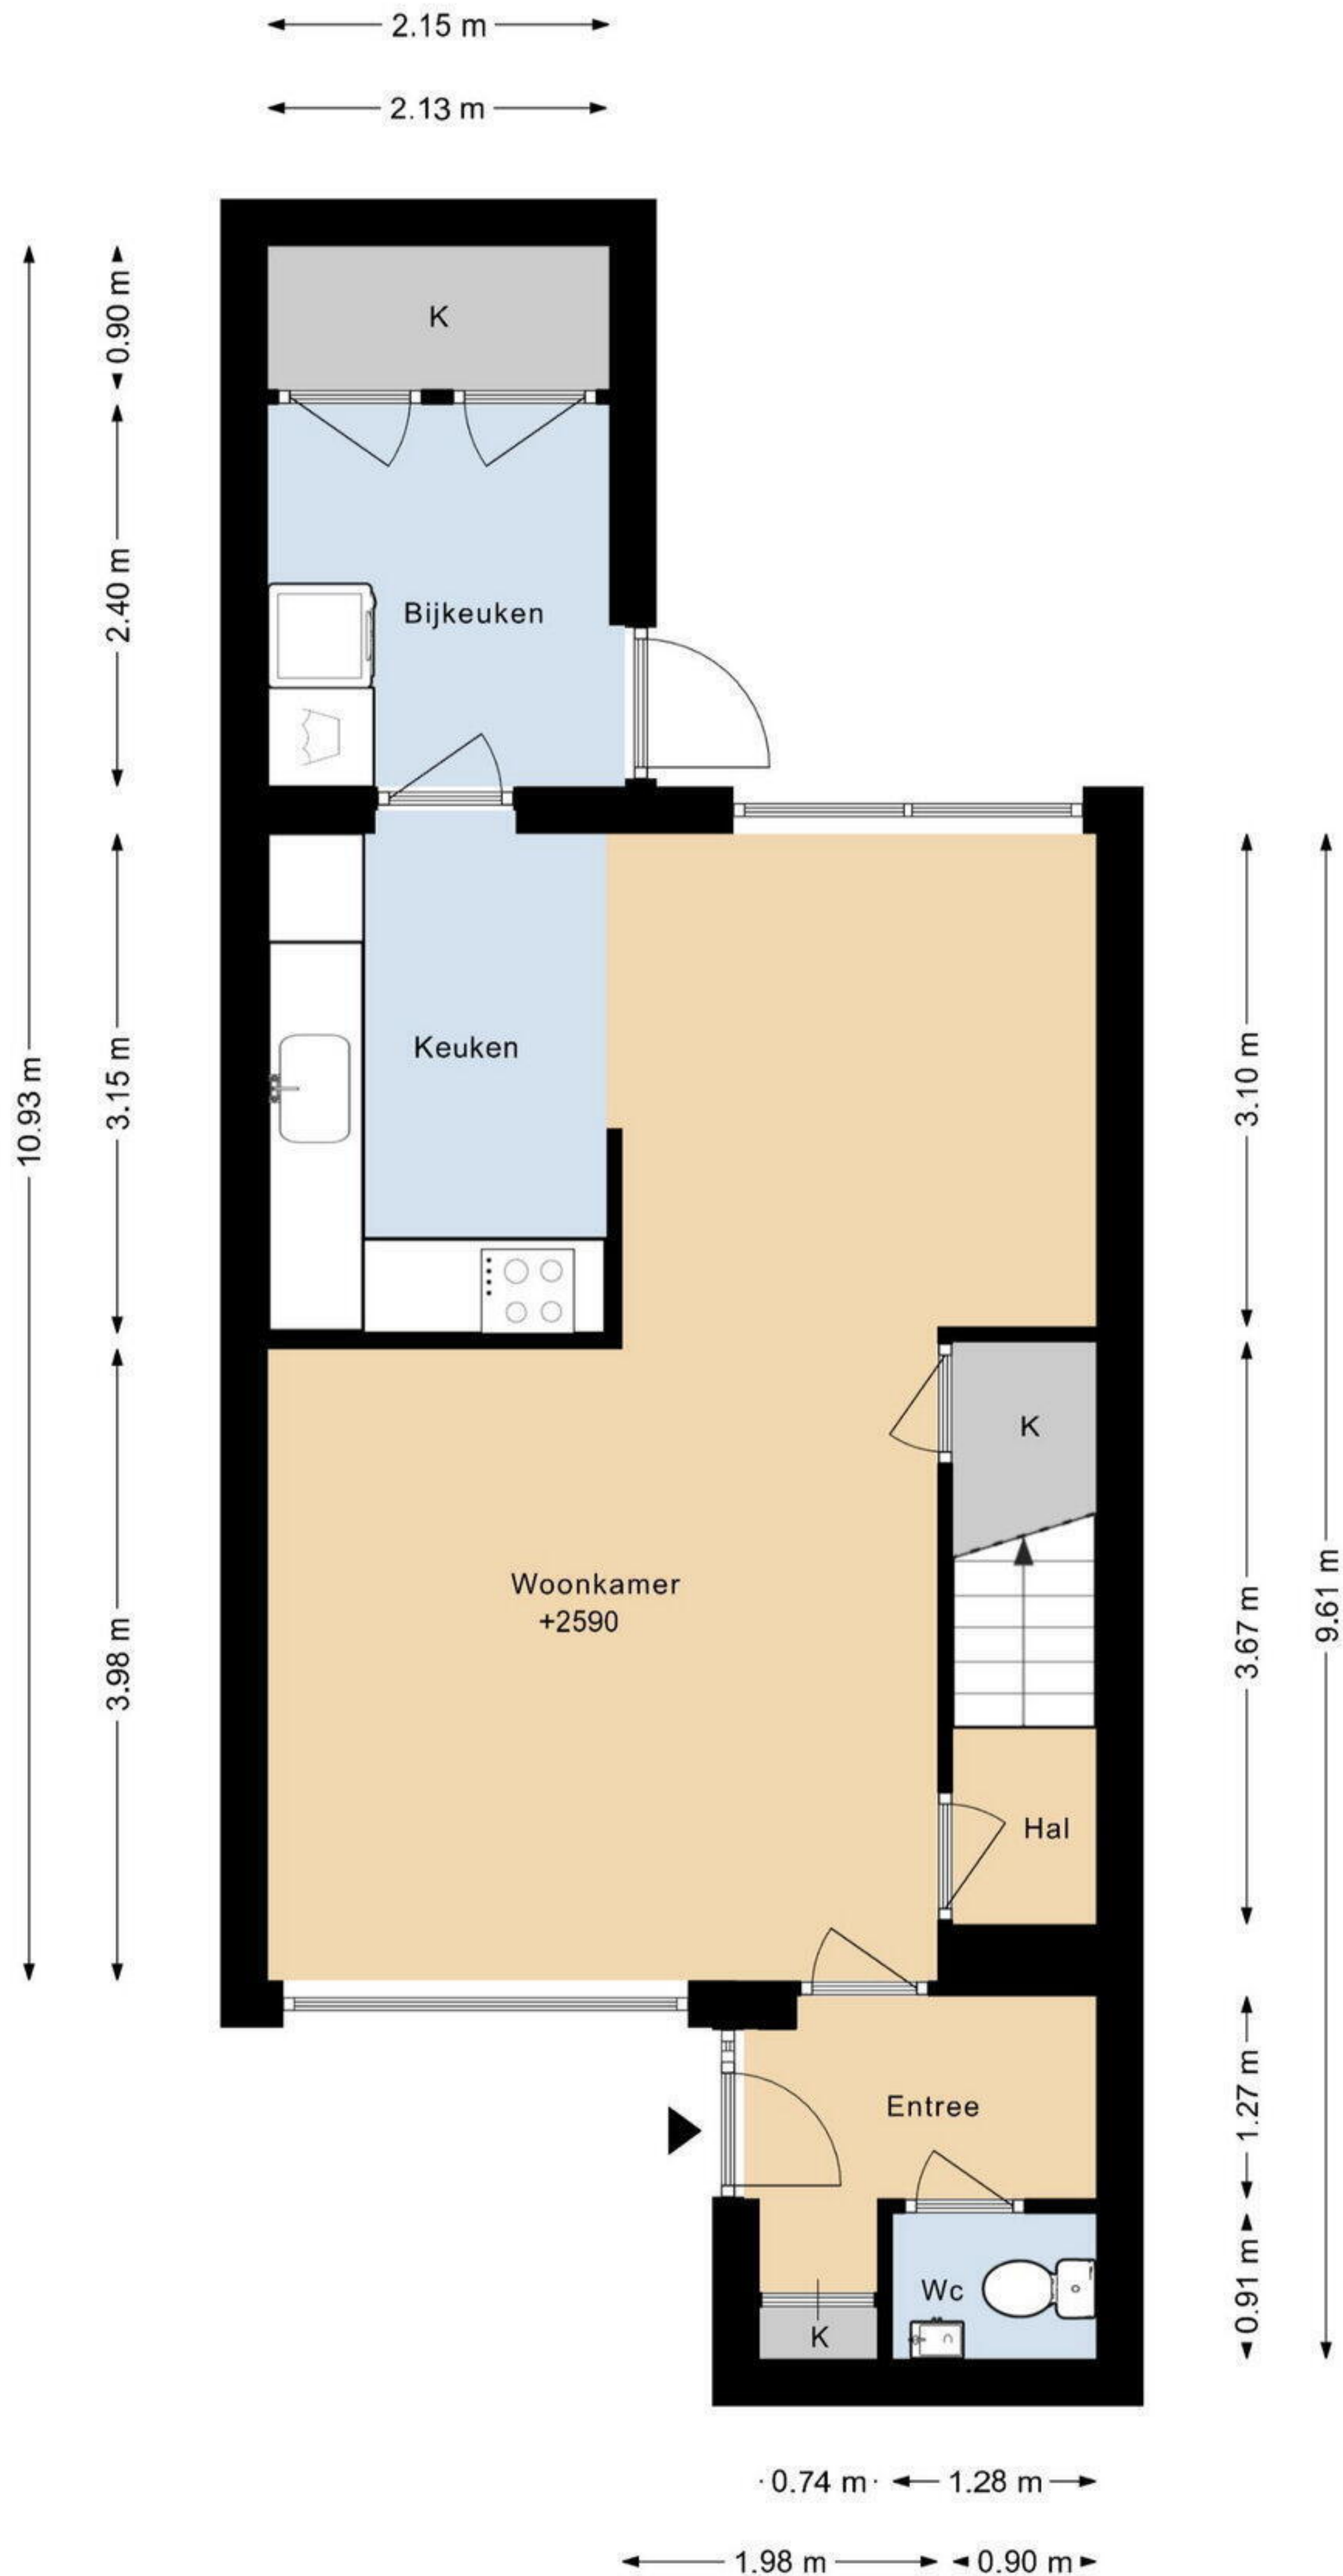 2.15 m
2.13 m
K
0.90 m
2.40 m
Bijkeuken
10.93 m
3.15 m
Keuken
3.10 m
K
Woonkamer
+2590
3.98 m
3.67 m
9.61 m
Hal
Entree
1.27 m
Wc
0.91 m
K
0.74 m
1.28 m
1.98 m
0.90 m